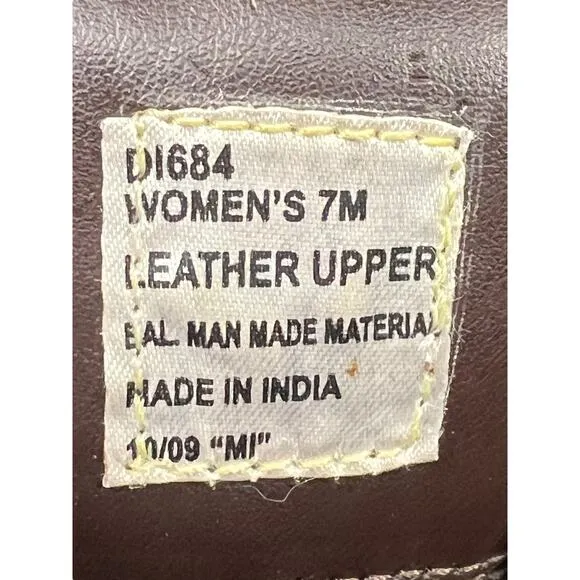 DI684
WOMEN'S 7M
LEATHER UPPER
BAL. MAN MADE MATERIAL
MADE IN INDIA
10/09 "MI"